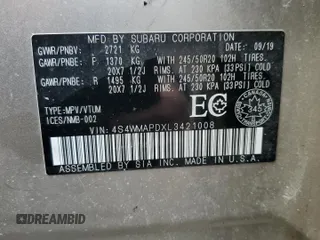 MFD. BY SUBARU CORPORATION 09/19
GVWR/PNBV: 2721 KG
GAWR/PNBE: F 1370 KG WITH 245/50R20 102H TIRES,
20X7 1/2J RIMS, AT 230 KPA (33PSI) COLD
GAWR/PNBE: R 1495 KG WITH 245/50R20 102H TIRES,
20X7 1/2J RIMS, AT 230 KPA (33PSI) COLD
TYPE:MPV/VTUM
ICES/NMB-002
EC
345
VIN: 4S4WMAPDXL3421008
ASSEMBLED BY SIA INC. MADE IN U.S.A.
DREAMBID